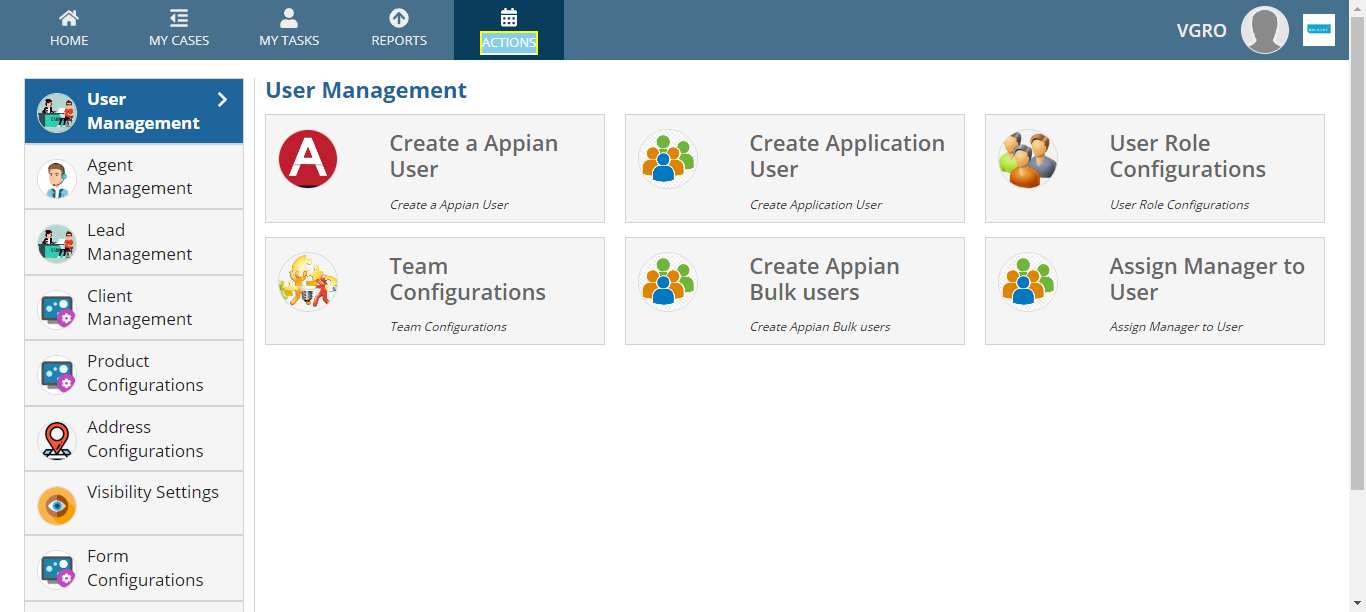 HOME
MY CASES
MY TASKS
REPORTS
ACTIONS
VGRO
User
Management
Agent
Management
Lead
Management
Client
Management
Product
Configurations
Address
Configurations
Visibility Settings
Form
Configurations
User Management
Create a Appian
User
Create a Appian User
Create Application
User
Create Application User
User Role
Configurations
User Role Configurations
Team
Configurations
Team Configurations
Create Appian
Bulk users
Create Appian Bulk users
Assign Manager to
User
Assign Manager to User